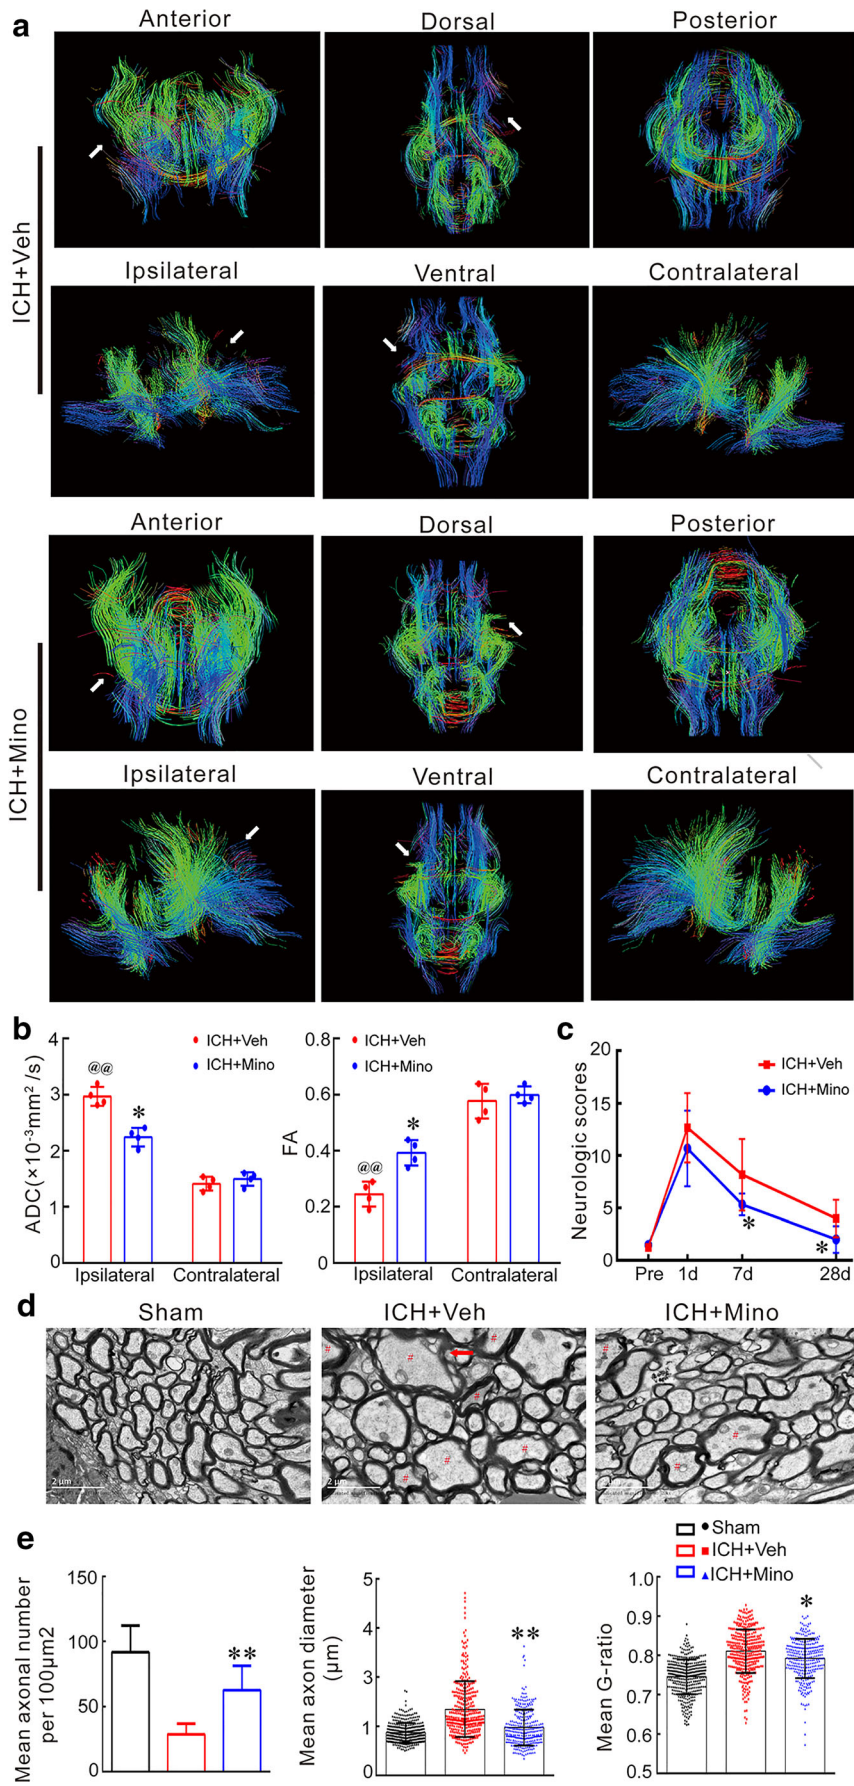 a
Anterior Dorsal Posterior
ICH+Veh
Ipsilateral Ventral Contralateral
Anterior Dorsal Posterior
ICH+Mino
Ipsilateral Ventral Contralateral
b
ADC(×10-³mm² /s)
4
3
2
1
0
@@
*
ICH+Veh
ICH+Mino
Ipsilateral Contralateral
FA
0.8
0.6
0.4
0.2
0
@@
*
ICH+Veh
ICH+Mino
Ipsilateral Contralateral
c
Neurologic scores
20
15
10
5
0
ICH+Veh
ICH+Mino
*
*
Pre 1d 7d 28d
d
Sham ICH+Veh ICH+Mino
# # # # # # #
# # #
2 μm 2 μm
e
Sham
ICH+Veh
ICH+Mino
Mean axonal number
per 100μm2
150
100
50
0
**
Mean axon diameter
(μm)
5
3
1
0
**
Mean G-ratio
1.0
0.9
0.8
0.7
0.6
0.5
*